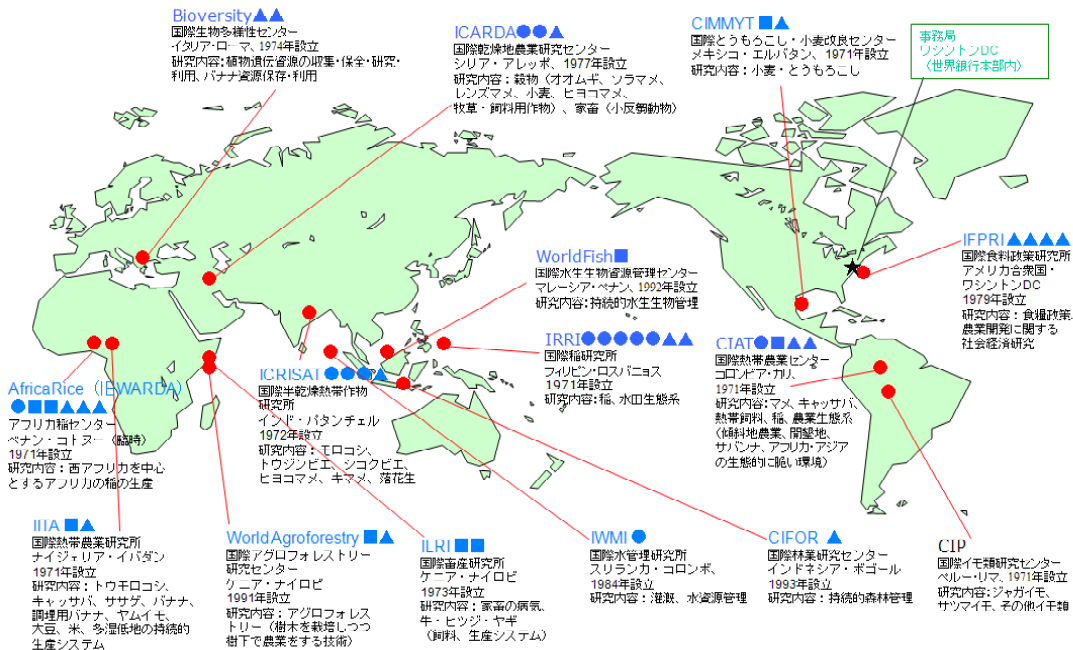 Bioversity▲▲
国際生物多様性センター
イタリア・ローマ、1974年設立
研究内容:植物遺伝資源の収集・保全・研究・
利用、バナナ資源保存・利用
ICARDA●●▲
国際乾燥地農業研究センター
シリア・アレッポ、1977年設立
研究内容:穀物(オオムギ、ソラマメ、
レンズマメ、小麦、ヒヨコマメ、
牧草・飼料用作物)、家畜(小反芻動物)
CIMMYT■▲
国際とうもろこし・小麦改良センター
メキシコ・エルバタン、1971年設立
研究内容:小麦・とうもろこし
事務局
ワシントンDC
(世界銀行本部内)
IFPRI▲▲▲▲
国際食料政策研究所
アメリカ合衆国・
ワシントンDC
1979年設立
研究内容:食糧政策、
農業開発に関する
社会経済研究
WorldFish■
国際水生生物資源管理センター
マレーシア・ペナン、1992年設立
研究内容:持続的水生生物管理
IRRI●●●●●▲▲
国際稲研究所
フィリピン・ロスバニョス
1971年設立
研究内容:稲、水田生態系
CIAT●■▲▲
国際熱帯農業センター
コロンビア・カリ、
1971年設立
研究内容:マメ、キャッサバ、
熱帯飼料、稲、農業生態系
(傾斜地農業、開墾地、
サバンナ、アフリカ・アジア
の生態的に脆い環境)
AfricaRice(旧WARDA)
●■■▲▲▲
アフリカ稲センター
ベナン・コトヌー(臨時)
1971年設立
研究内容:西アフリカを中心
とするアフリカの稲の生産
ICRISAT●●●▲
国際半乾燥熱帯作物
研究所
インド・パタンチェル
1972年設立
研究内容:モロコシ、
トウジンビエ、シコクビエ、
ヒヨコマメ、キマメ、落花生
IITA■▲
国際熱帯農業研究所
ナイジェリア・イバダン
1971年設立
研究内容:トウモロコシ、
キャッサバ、ササゲ、バナナ、
調理用バナナ、ヤムイモ、
大豆、米、多湿低地の持続的
生産システム
World Agroforestry■▲
国際アグロフォレストリー
研究センター
ケニア・ナイロビ
1991年設立
研究内容:アグロフォレス
トリー(樹木を栽培しつつ
樹下で農業をする技術)
ILRI■■
国際畜産研究所
ケニア・ナイロビ
1973年設立
研究内容:家畜の病気、
牛・ヒツジ・ヤギ
(飼料、生産システム)
IWMI●
国際水管理研究所
スリランカ・コロンボ、
1984年設立
研究内容:灌漑、水資源管理
CIFOR▲
国際林業研究センター
インドネシア・ボゴール
1993年設立
研究内容:持続的森林管理
CIP
国際イモ類研究センター
ペルー・リマ、1971年設立
研究内容:ジャガイモ、
サツマイモ、その他イモ類